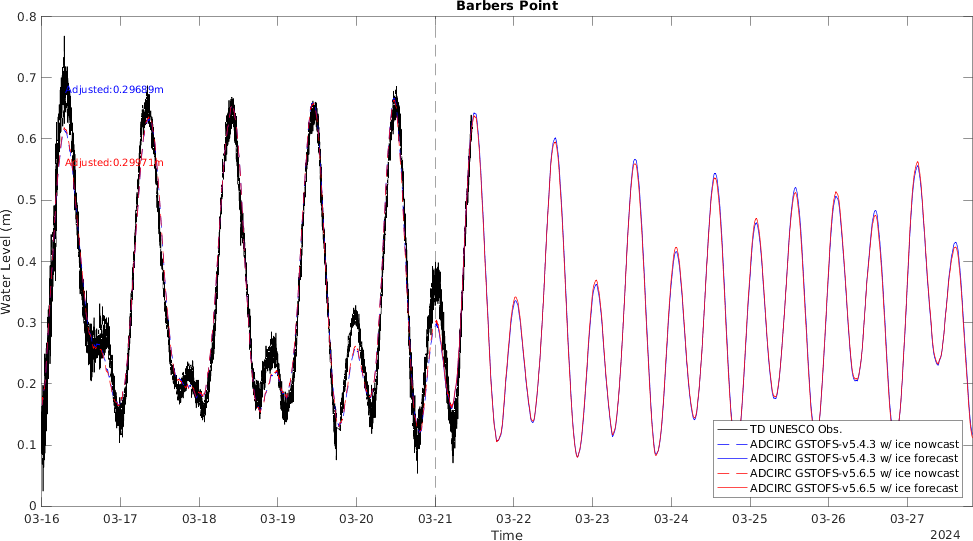 Barbers Point
Water Level (m)
0.8
0.7
0.6
0.5
0.4
0.3
0.2
0.1
0
Adjusted:0.29689m
Adjusted:0.29971m
TD UNESCO Obs.
ADCIRC GSTOFS-v5.4.3 w/ ice nowcast
ADCIRC GSTOFS-v5.4.3 w/ ice forecast
ADCIRC GSTOFS-v5.6.5 w/ ice nowcast
ADCIRC GSTOFS-v5.6.5 w/ ice forecast
03-16 03-17 03-18 03-19 03-20 03-21 03-22 03-23 03-24 03-25 03-26 03-27
Time
2024